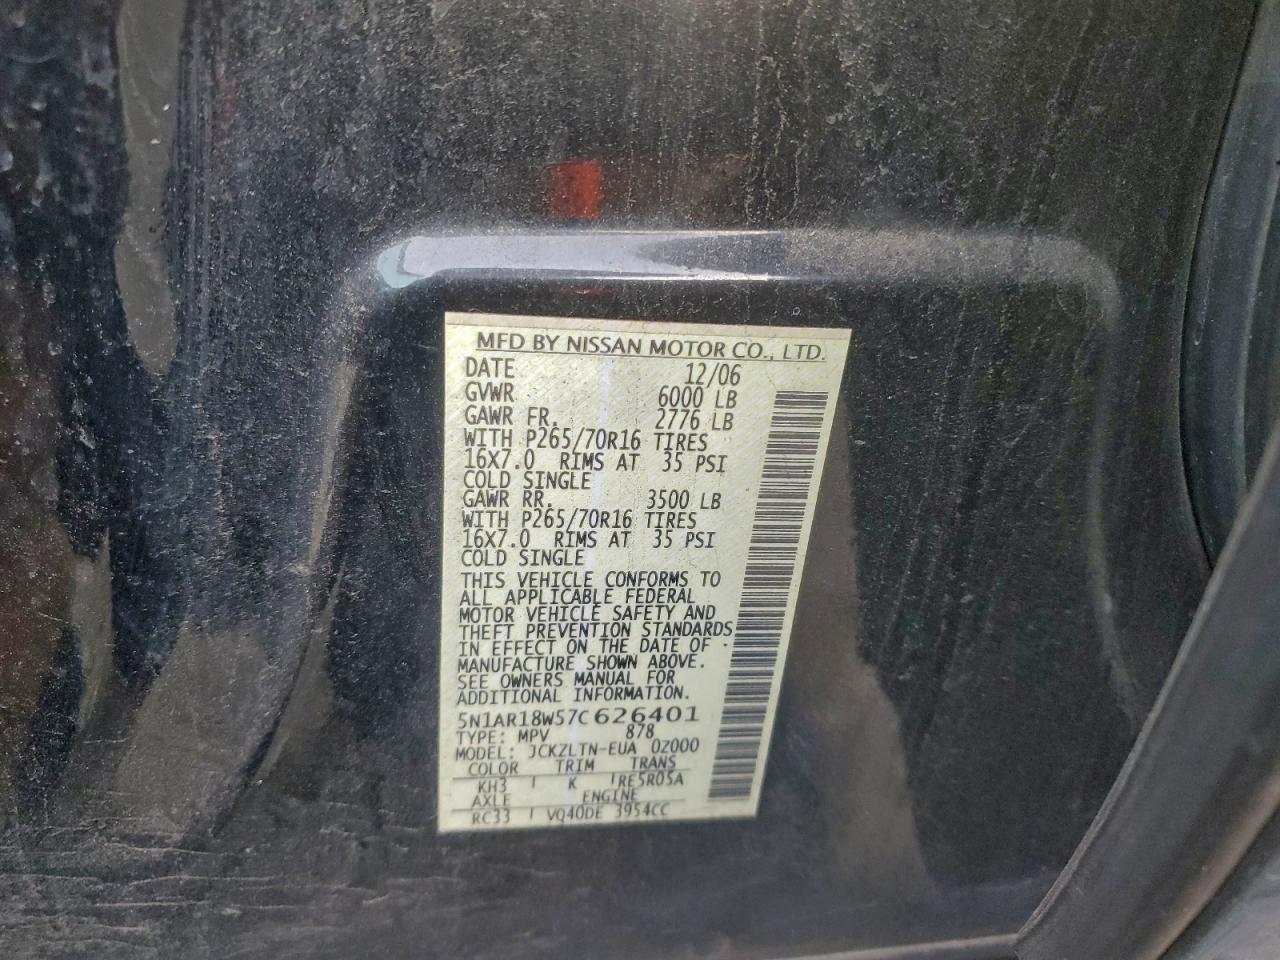 MFD BY NISSAN MOTOR CO., LTD.
DATE 12/06
GVWR 6000 LB
GAWR FR. 2776 LB
WITH P265/70R16 TIRES
16X7.0 RIMS AT 35 PSI
COLD SINGLE
GAWR RR. 3500 LB
WITH P265/70R16 TIRES
16X7.0 RIMS AT 35 PSI
COLD SINGLE
THIS VEHICLE CONFORMS TO
ALL APPLICABLE FEDERAL
MOTOR VEHICLE SAFETY AND
THEFT PREVENTION STANDARDS
IN EFFECT ON THE DATE OF
MANUFACTURE SHOWN ABOVE.
SEE OWNERS MANUAL FOR
ADDITIONAL INFORMATION.
5N1AR18W57C626401
TYPE: MPV 878
MODEL: JCKZLTN-EUA 02000
COLOR TRIM TRANS
KH3 K RE5R05A
AXLE ENGINE
RC33 VQ40DE 3954CC